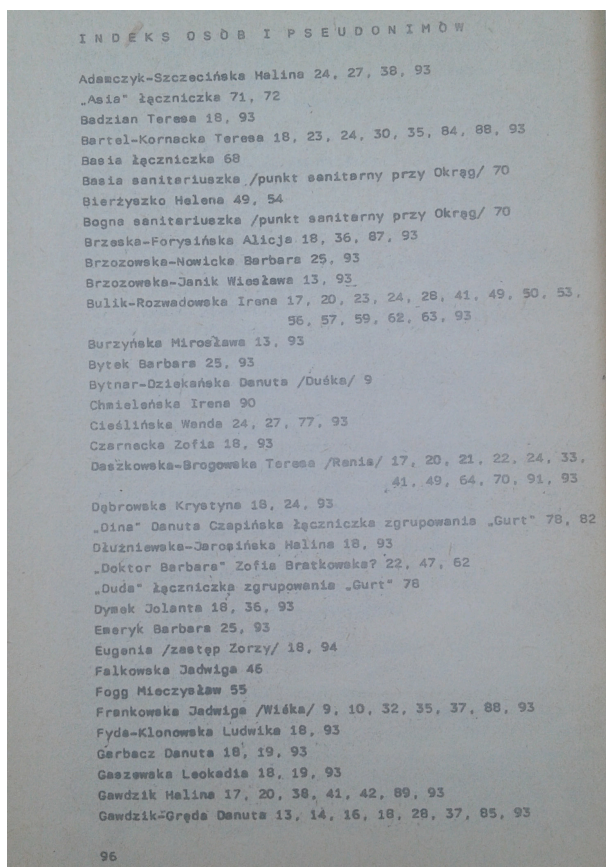 INDEKS OSÓB I PSEUDONIMÓW
Adamczyk-Szczecińska Halina 24, 27, 38, 93
„Asia" łączniczka 71, 72
Badzian Teresa 18, 93
Bartel-Kornacka Teresa 18, 23, 24, 30, 35, 84, 88, 93
Basia łączniczka 68
Basia sanitariuszka /punkt sanitarny przy Okrąg/ 70
Bierżyszko Helena 49, 54
Bogna sanitariuszka /punkt sanitarny przy Okrąg/ 70
Brzeska-Forysińska Alicja 18, 36, 87, 93
Brzozowska-Nowicka Barbara 25, 93
Brzozowska-Janik Wiesława 13, 93
Bulik-Rozwadowska Irena 17, 20, 23, 24, 28, 41, 49, 50, 53,
56, 57, 59, 62, 63, 93
Burzyńska Mirosława 13, 93
Bytek Barbara 25, 93
Bytnar-Dziekańska Danuta /Duśka/ 9
Chmieleńska Irena 90
Cieślińska Wanda 24, 27, 77, 93
Czarnecka Zofia 18, 93
Daszkowska-Brogowska Teresa /Renia/ 17, 20, 21, 22, 24, 33,
41, 49, 64, 70, 91, 93
Dąbrowska Krystyna 18, 24, 93
„Dina" Danuta Czapińska łączniczka zgrupowania „Gurt" 78, 82
Dłużniewska-Jarosińska Halina 18, 93
„Doktor Barbara" Zofia Bratkowska? 22, 47, 62
„Duda" łączniczka zgrupowania „Gurt" 78
Dymek Jolanta 18, 36, 93
Emeryk Barbara 25, 93
Eugenia /zastęp Zorzy/ 18, 94
Falkowska Jadwiga 46
Fogg Mieczysław 55
Frankowska Jadwiga /Wiśka/ 9, 10, 32, 35, 37, 88, 93
Fyda-Klonowska Ludwika 18, 93
Garbacz Danuta 18, 19, 93
Gaszewska Leokadia 18, 19, 93
Gawdzik Halina 17, 20, 38, 41, 42, 89, 93
Gawdzik-Gręda Danuta 13, 14, 16, 18, 28, 37, 85, 93
96